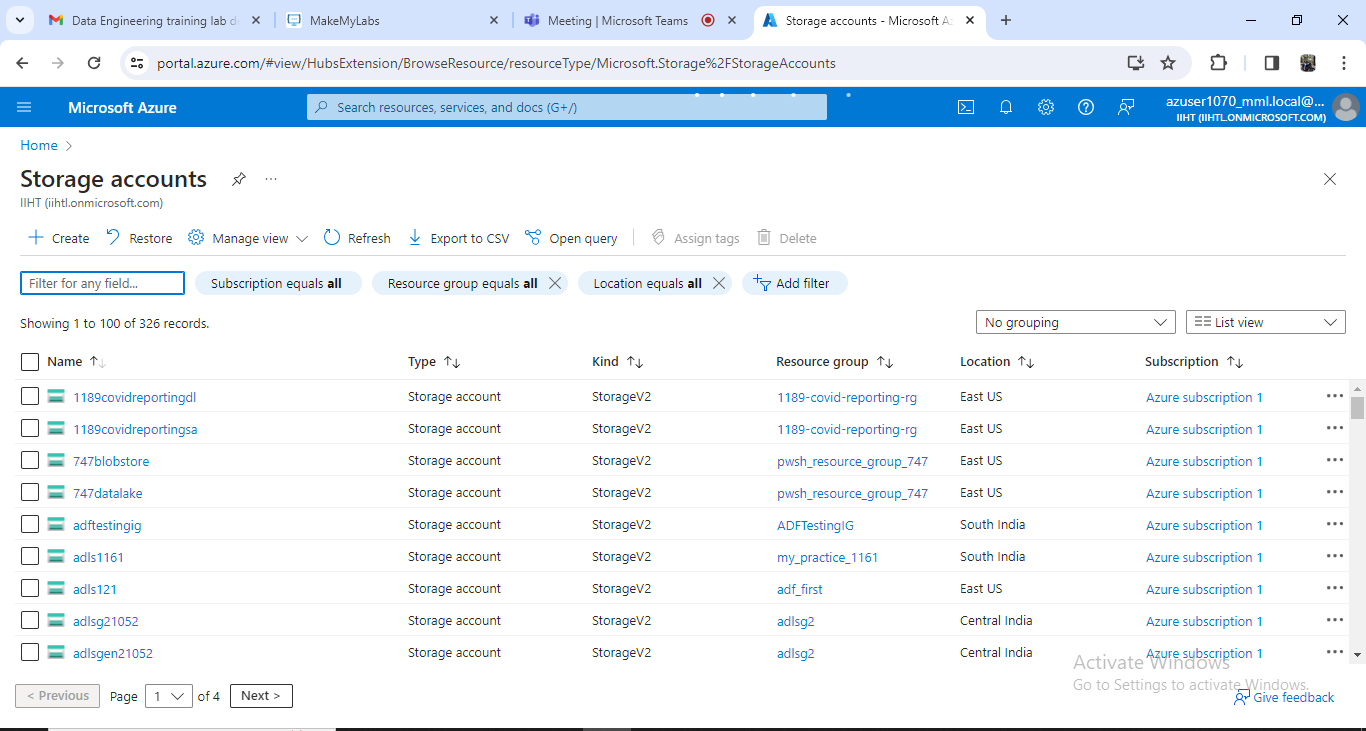 Data Engineering training lab d
MakeMyLabs
Meeting | Microsoft Teams
Storage accounts - Microsoft A
portal.azure.com/#view/HubsExtension/BrowseResource/resourceType/Microsoft.Storage%2FStorageAccounts
Microsoft Azure
Search resources, services, and docs (G+/)
azuser1070_mml.local@...
IIHT (IIHTL.ONMICROSOFT.COM)
Home >
Storage accounts
IIHT (iihtl.onmicrosoft.com)
Create Restore Manage view Refresh Export to CSV Open query Assign tags Delete
Filter for any field... Subscription equals all Resource group equals all Location equals all Add filter
Showing 1 to 100 of 326 records. No grouping List view
Name Type Kind Resource group Location Subscription
1189covidreportingdl Storage account StorageV2 1189-covid-reporting-rg East US Azure subscription 1
1189covidreportingsa Storage account StorageV2 1189-covid-reporting-rg East US Azure subscription 1
747blobstore Storage account StorageV2 pwsh_resource_group_747 East US Azure subscription 1
747datalake Storage account StorageV2 pwsh_resource_group_747 East US Azure subscription 1
adftestingig Storage account StorageV2 ADFTestingIG South India Azure subscription 1
adls1161 Storage account StorageV2 my_practice_1161 South India Azure subscription 1
adls121 Storage account StorageV2 adf_first East US Azure subscription 1
adlsg21052 Storage account StorageV2 adlsg2 Central India Azure subscription 1
adlsgen21052 Storage account StorageV2 adlsg2 Central India Azure subscription 1
Activate Windows
Go to Settings to activate Windows.
< Previous Page 1 of 4 Next >
Give feedback